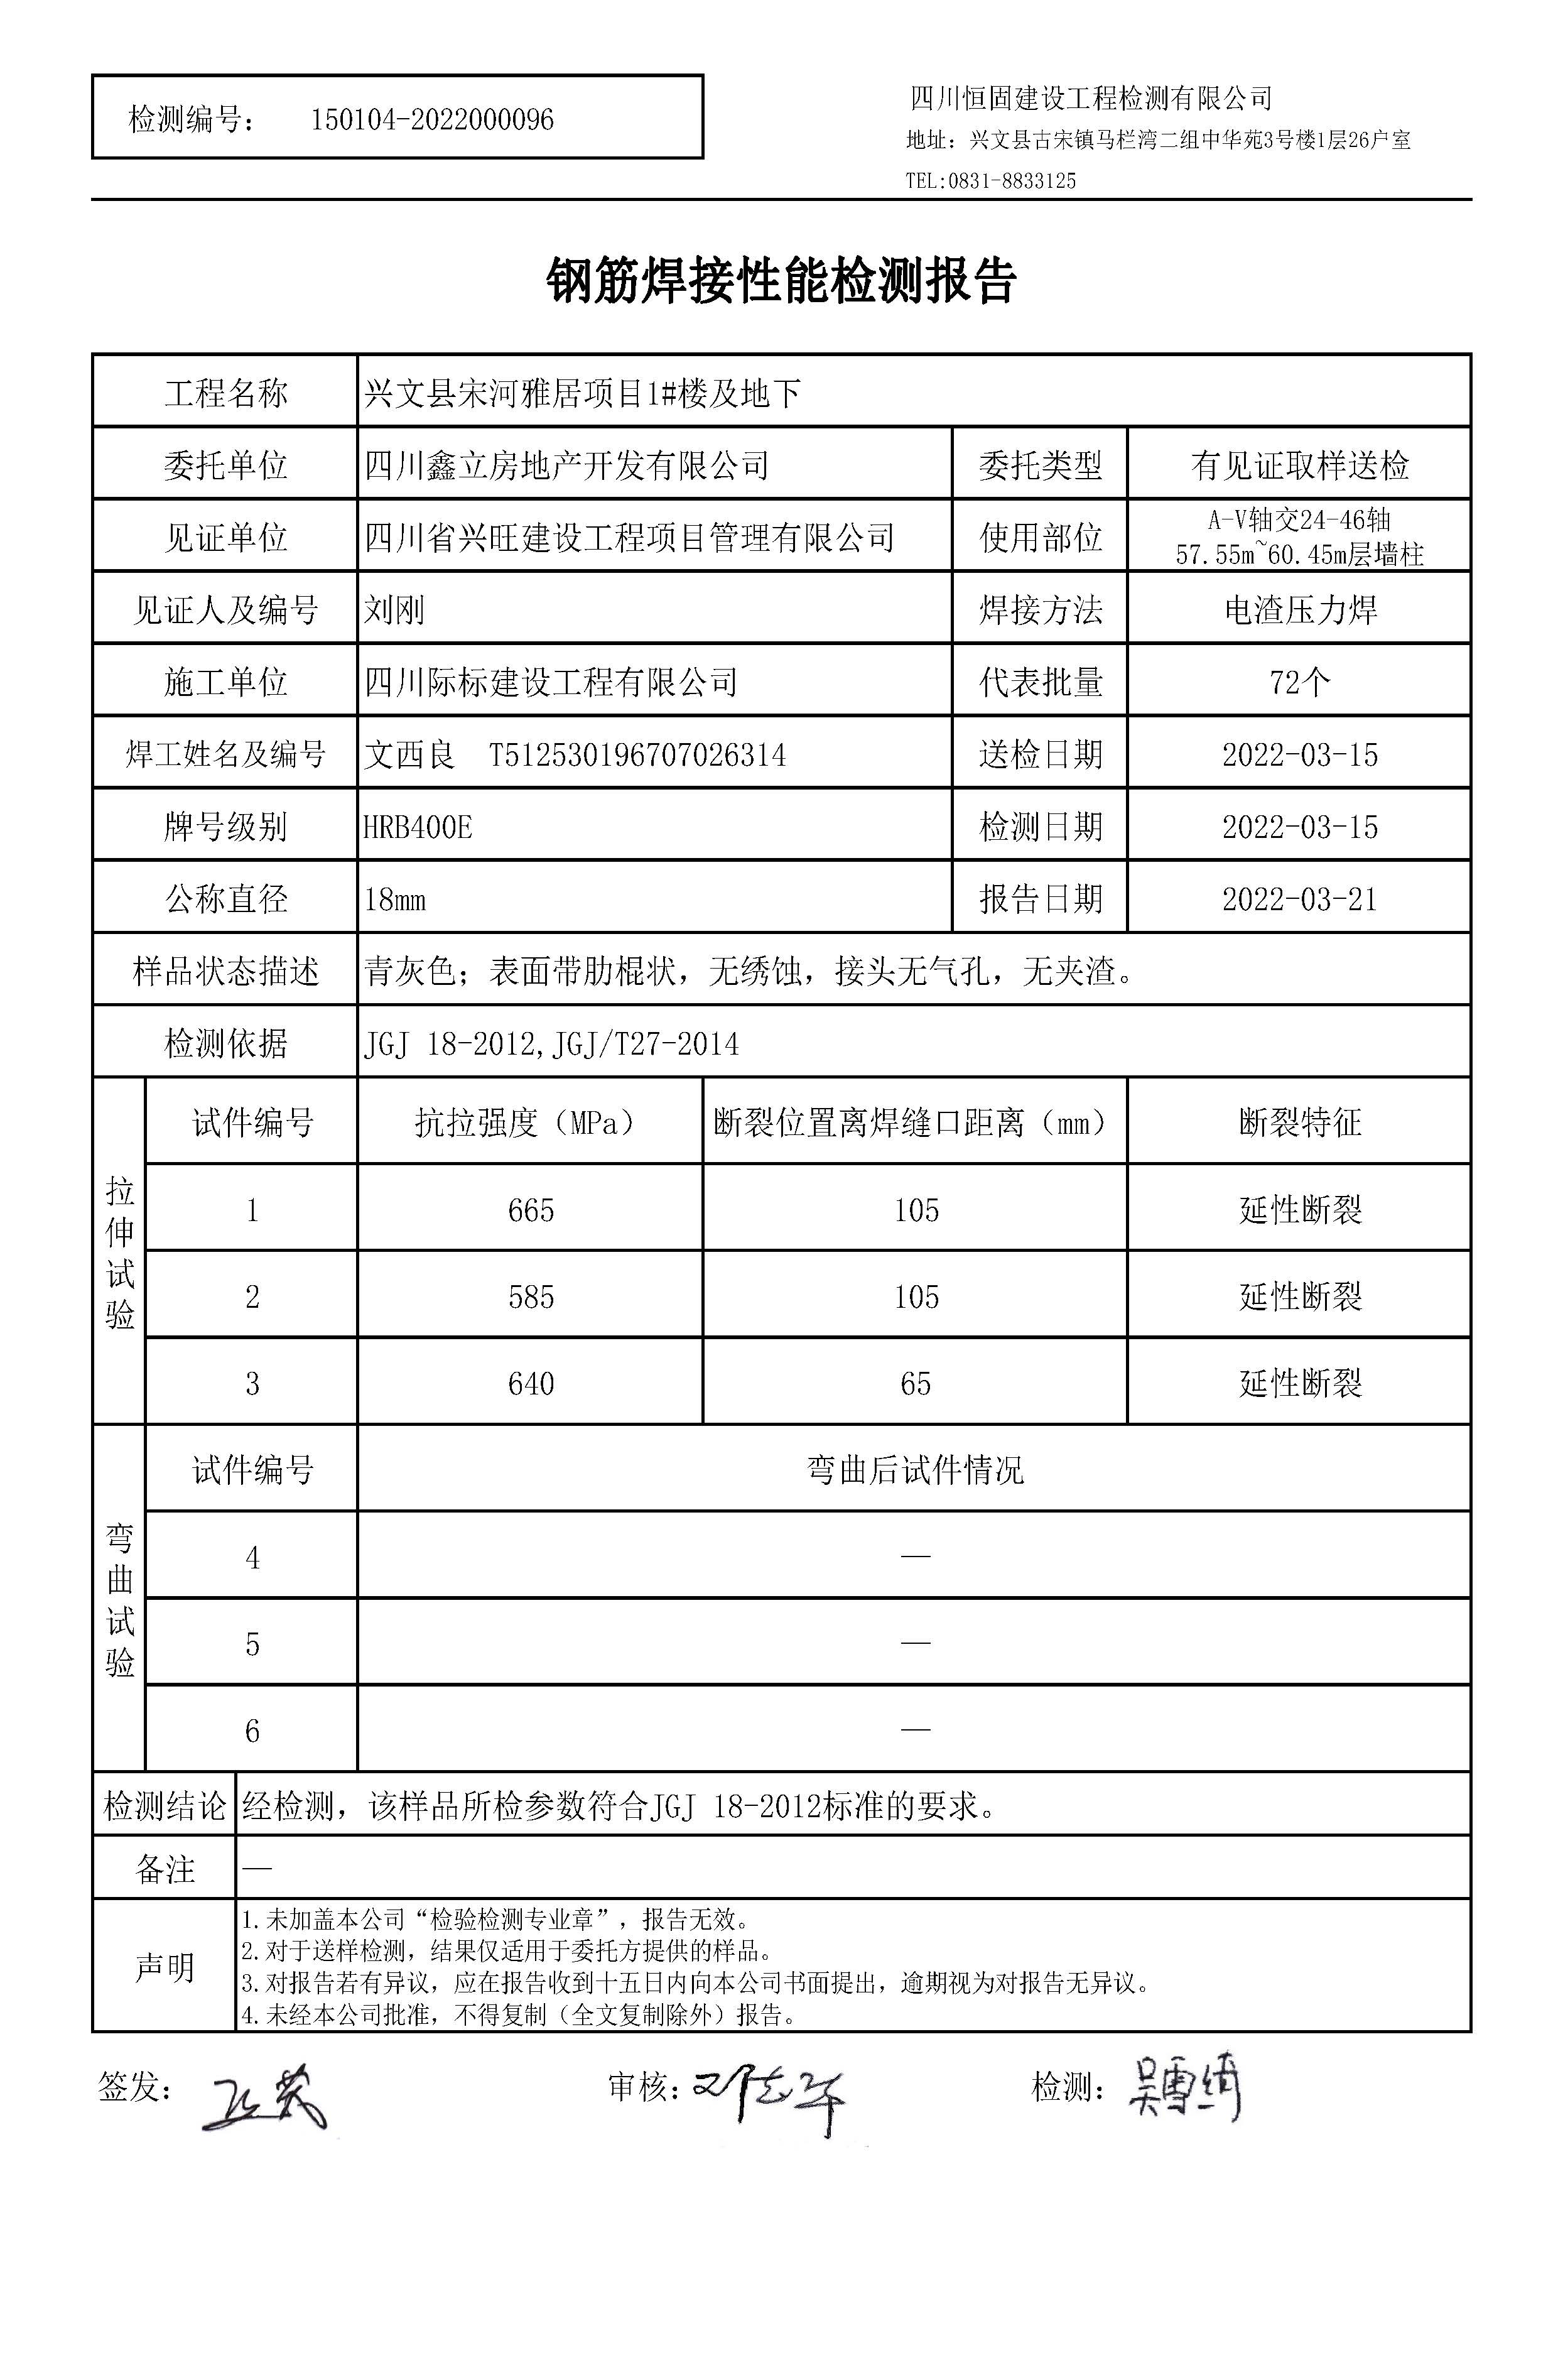 检测编号: 150104-2022000096
四川恒固建设工程检测有限公司
地址：兴文县古宋镇马栏湾二组中华苑3号楼1层26户室
TEL:0831-8833125
钢筋焊接性能检测报告
工程名称 兴文县宋河雅居项目1#楼及地下
委托单位 四川鑫立房地产开发有限公司 委托类型 有见证取样送检
见证单位 四川省兴旺建设工程项目管理有限公司 使用部位 A-V轴交24-46轴
57.55m~60.45m层墙柱
见证人及编号 刘刚 焊接方法 电渣压力焊
施工单位 四川际标建设工程有限公司 代表批量 72个
焊工姓名及编号 文西良 T512530196707026314 送检日期 2022-03-15
牌号级别 HRB400E 检测日期 2022-03-15
公称直径 18mm 报告日期 2022-03-21
样品状态描述 青灰色；表面带肋棍状，无绣蚀，接头无气孔，无夹渣。
检测依据 JGJ 18-2012,JGJ/T27-2014
拉伸试验
试件编号 抗拉强度（MPa） 断裂位置离焊缝口距离（mm） 断裂特征
1 665 105 延性断裂
2 585 105 延性断裂
3 640 65 延性断裂
弯曲试验
试件编号 弯曲后试件情况
4 —
5 —
6 —
检测结论 经检测，该样品所检参数符合JGJ 18-2012标准的要求。
备注 —
声明
1.未加盖本公司“检验检测专业章”，报告无效。
2.对于送样检测，结果仅适用于委托方提供的样品。
3.对报告若有异议，应在报告收到十五日内向本公司书面提出，逾期视为对报告无异议。
4.未经本公司批准，不得复制（全文复制除外）报告。
签发： 审核： 检测：吴雪绮